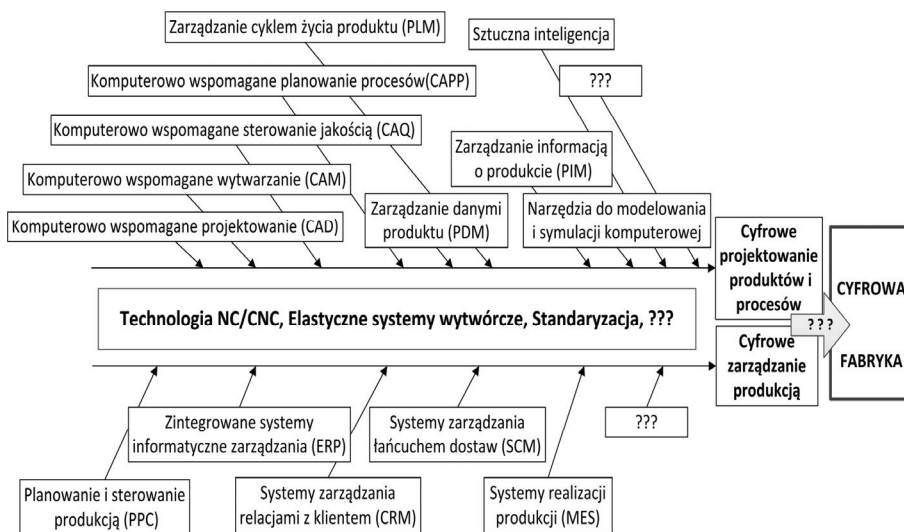 Zarządzanie cyklem życia produktu (PLM)
Sztuczna inteligencja
Komputerowo wspomagane planowanie procesów(CAPP)
???
Komputerowo wspomagane sterowanie jakością (CAQ)
Zarządzanie informacją
o produkcie (PIM)
Komputerowo wspomagane wytwarzanie (CAM)
Zarządzanie danymi
produktu (PDM)
Narzędzia do modelowania
i symulacji komputerowej
Komputerowo wspomagane projektowanie (CAD)
Cyfrowe
projektowanie
produktów i
procesów
Technologia NC/CNC, Elastyczne systemy wytwórcze, Standaryzacja, ???
???
CYFROWA
FABRYKA
Cyfrowe
zarządzanie
produkcją
Zintegrowane systemy
informatyczne zarządzania (ERP)
Systemy zarządzania
łańcuchem dostaw (SCM)
???
Planowanie i sterowanie
produkcją (PPC)
Systemy zarządzania
relacjami z klientem (CRM)
Systemy realizacji
produkcji (MES)